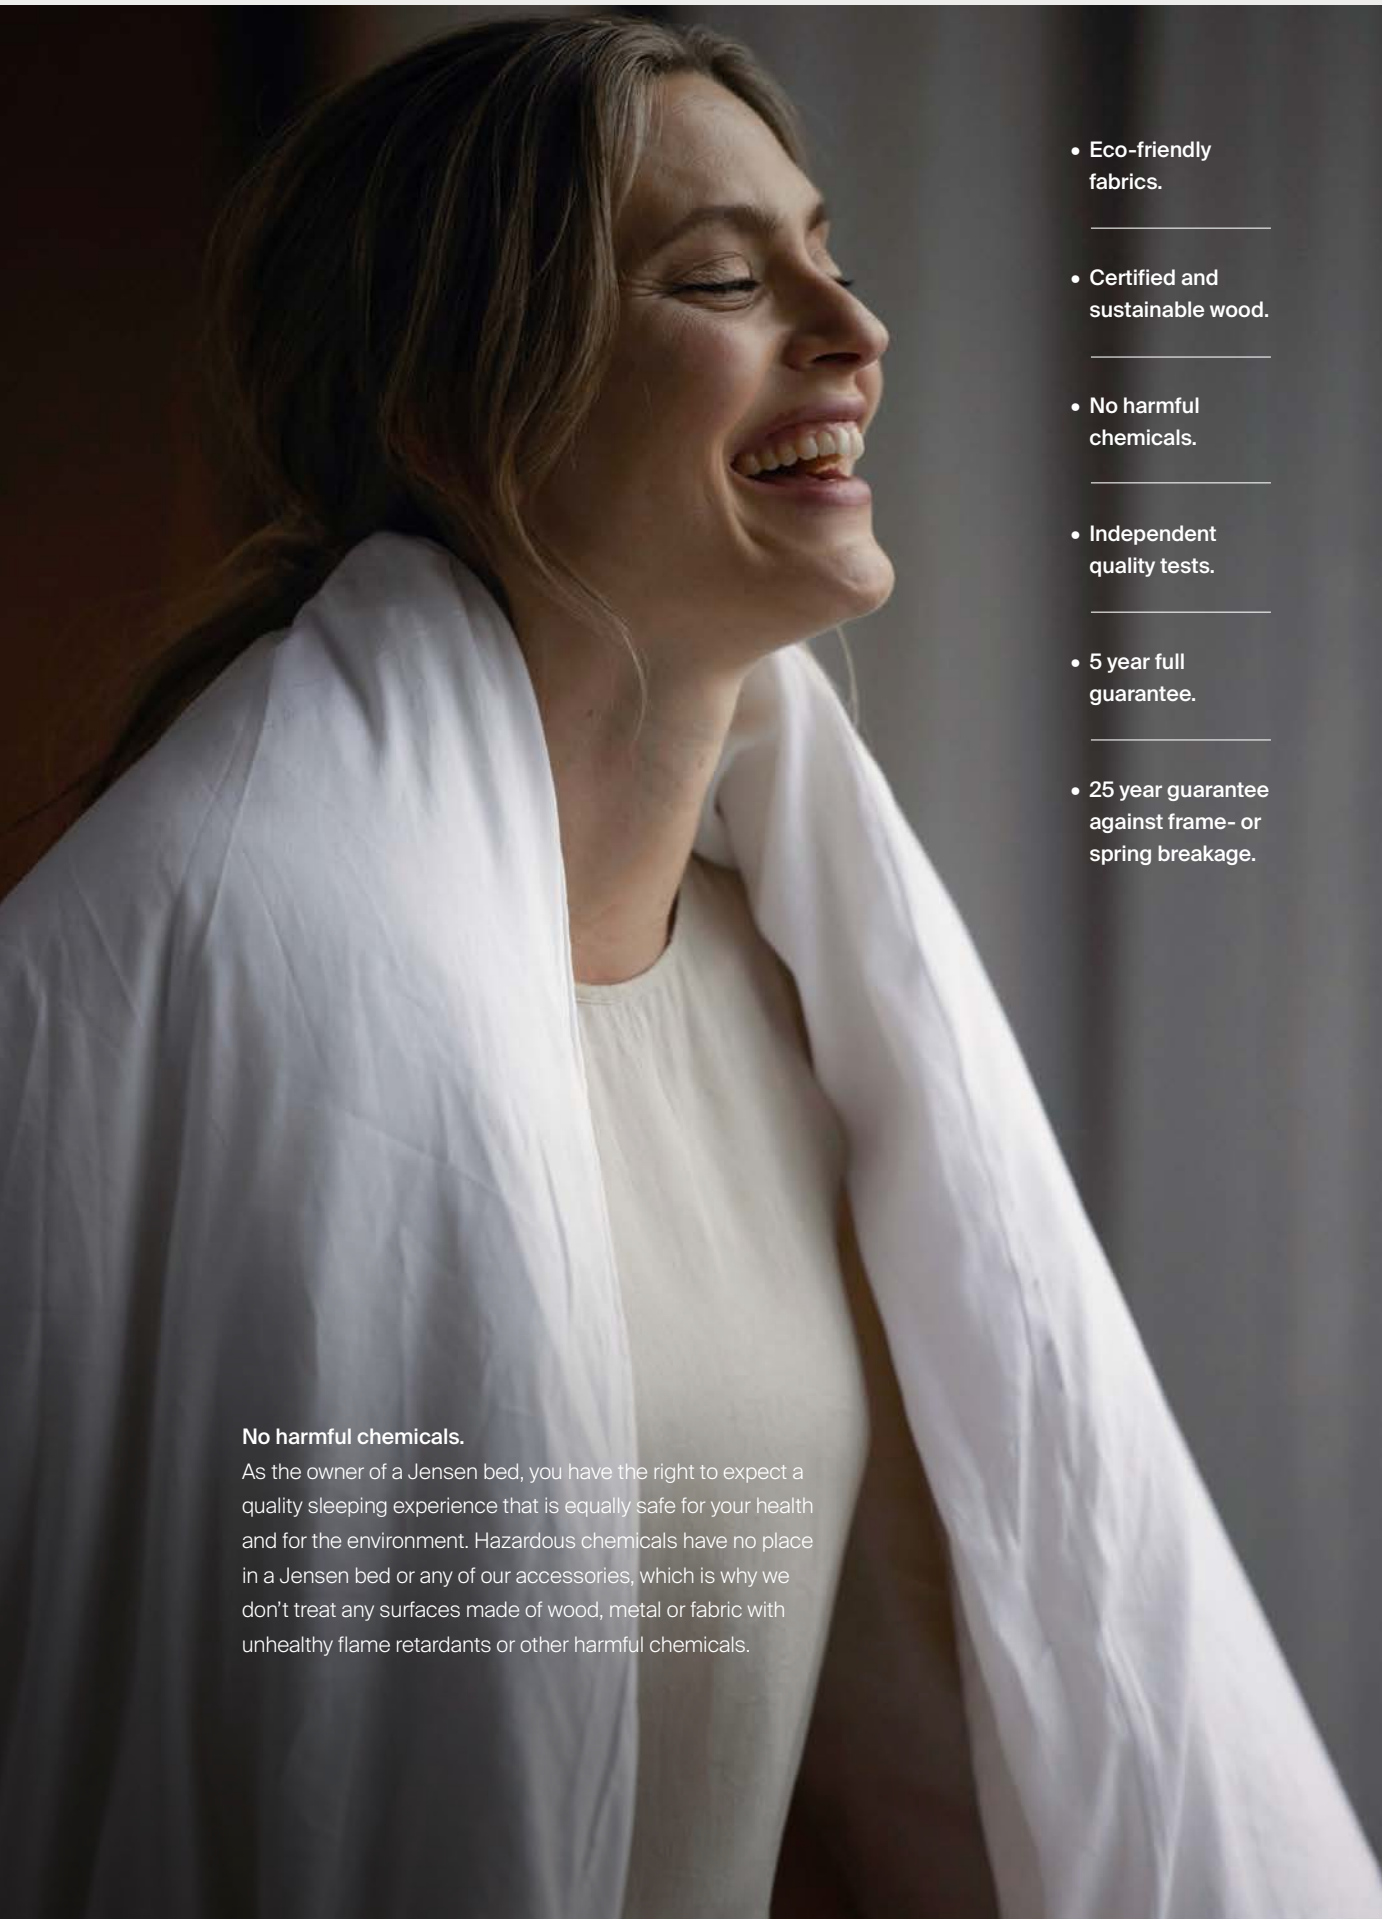 • Eco-friendly
fabrics.
• Certified and
sustainable wood.
• No harmful
chemicals.
• Independent
quality tests.
• 5 year full
guarantee.
• 25 year guarantee
against frame- or
spring breakage.
No harmful chemicals.
As the owner of a Jensen bed, you have the right to expect a
quality sleeping experience that is equally safe for your health
and for the environment. Hazardous chemicals have no place
in a Jensen bed or any of our accessories, which is why we
don’t treat any surfaces made of wood, metal or fabric with
unhealthy flame retardants or other harmful chemicals.